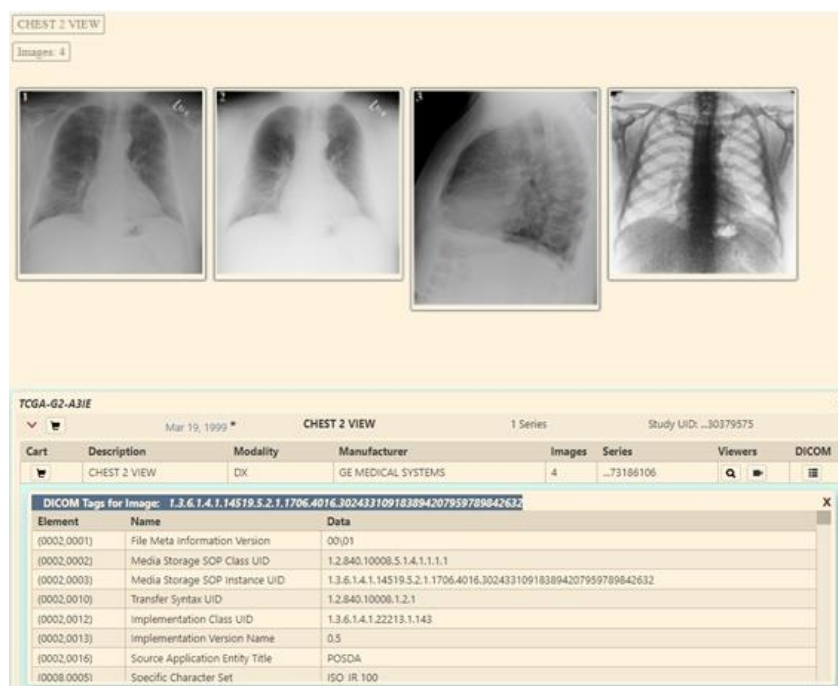 CHEST 2 VIEW
Images: 4
1
2
3
TCGA-G2-A3IE
Mar 19, 1999 * CHEST 2 VIEW 1 Series Study UID: ...30379575
Cart Description Modality Manufacturer Images Series Viewers DICOM
CHEST 2 VIEW DX GE MEDICAL SYSTEMS 4 ...73186106
DICOM Tags for Image: 1.3.6.1.4.1.14519.5.2.1.1706.4016.302433109183894207959789842632 X
Element Name Data
(0002,0001) File Meta Information Version 00\01
(0002,0002) Media Storage SOP Class UID 1.2.840.10008.5.1.4.1.1.1.1
(0002,0003) Media Storage SOP Instance UID 1.3.6.1.4.1.14519.5.2.1.1706.4016.302433109183894207959789842632
(0002,0010) Transfer Syntax UID 1.2.840.10008.1.2.1
(0002,0012) Implementation Class UID 1.3.6.1.4.1.22213.1.143
(0002,0013) Implementation Version Name 0.5
(0002,0016) Source Application Entity Title POSDA
(0008,0005) Specific Character Set ISO_IR 100